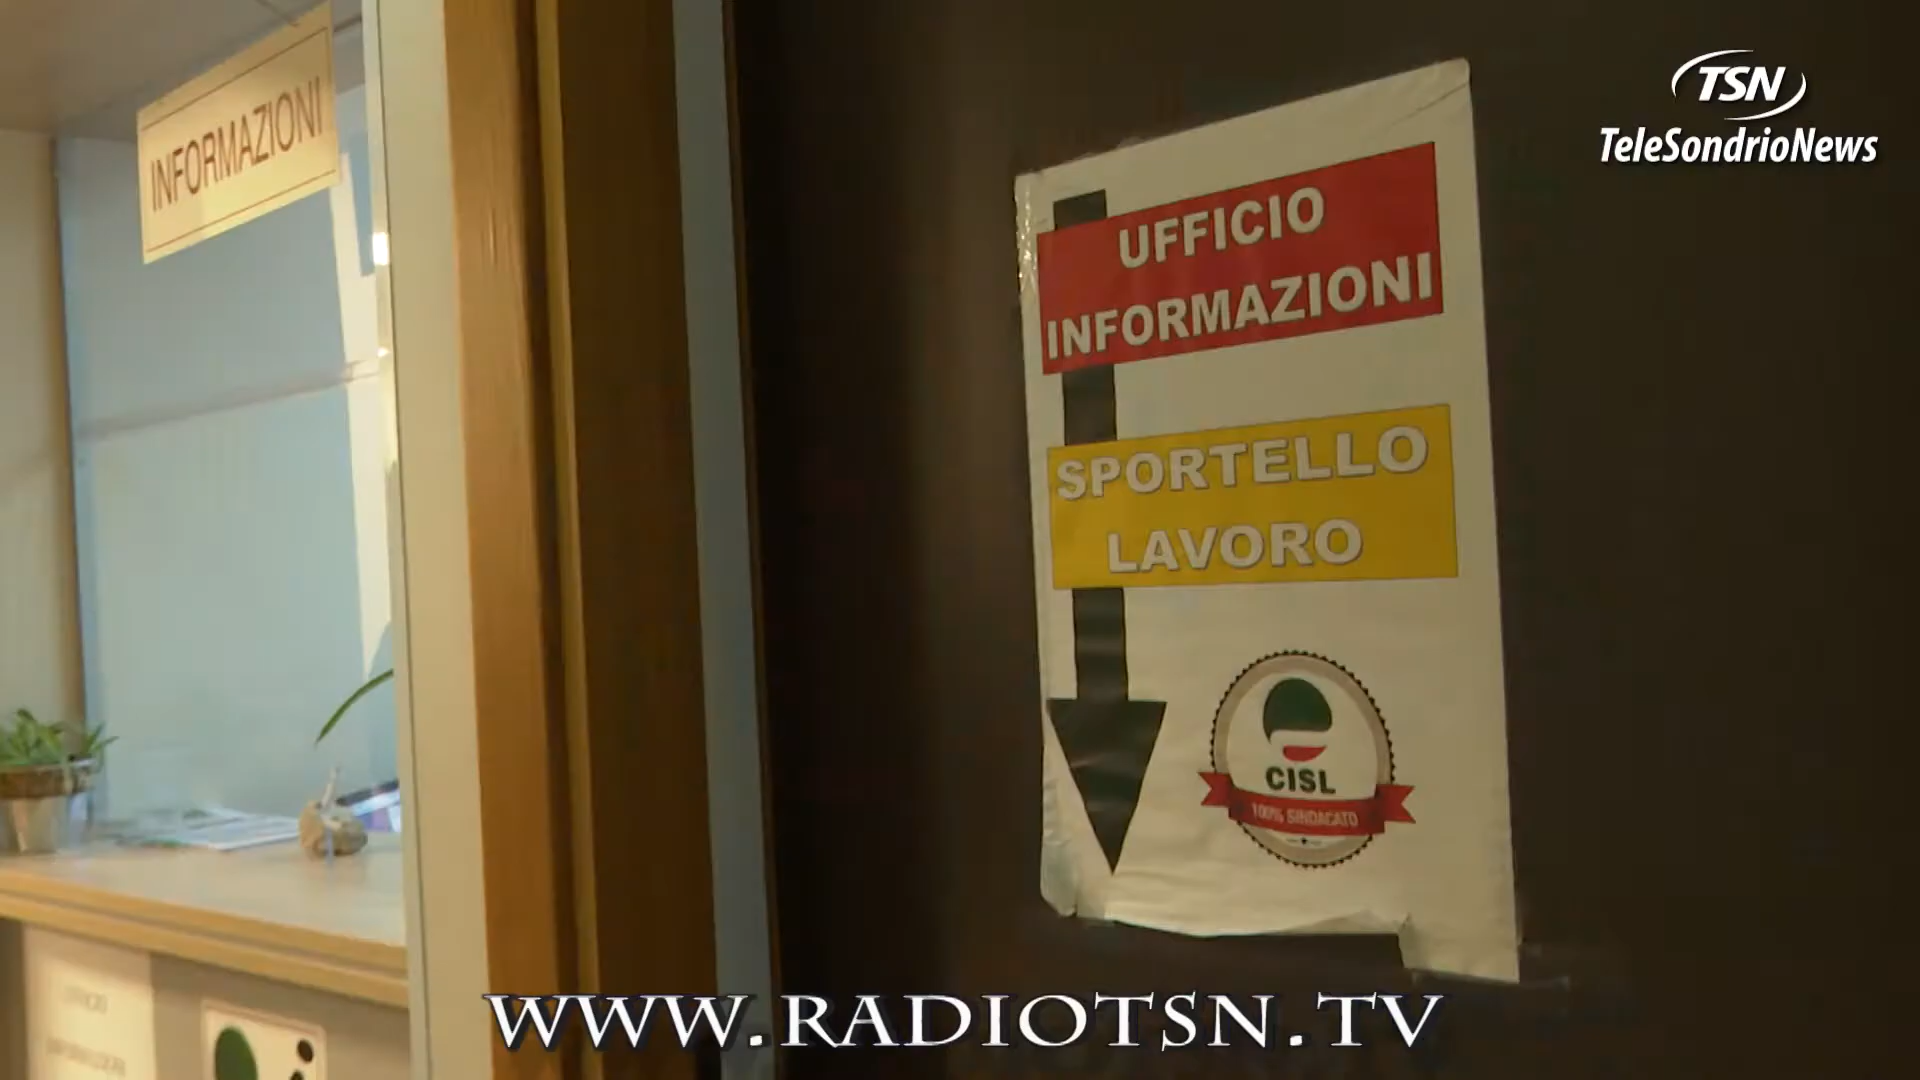 INFORMAZIONI
TSN
TeleSondrioNews
UFFICIO
INFORMAZIONI
SPORTELLO
LAVORO
CISL
100% SINDACATO
WWW.RADIOTSN.TV